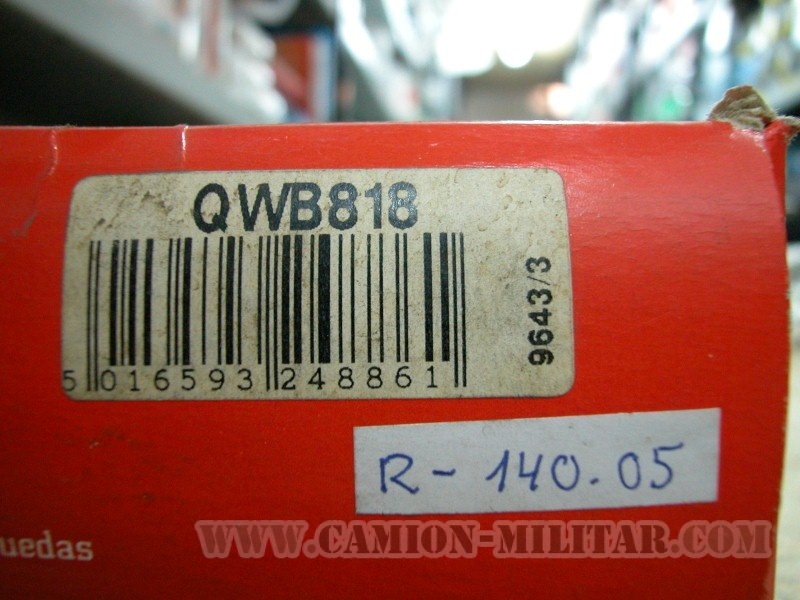 QWB818
5 016593 248861
9643/3
R-140.05
uedas
WWW.CAMION-MILITAR.COM